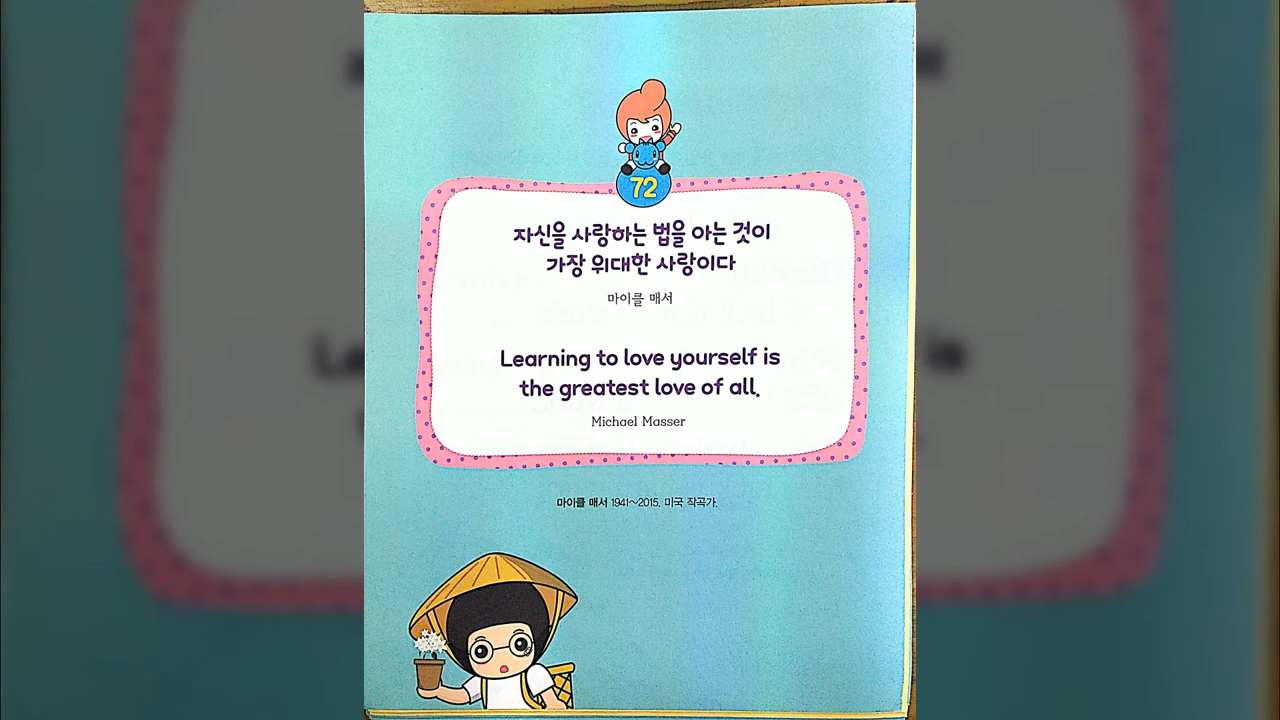 72
자신을 사랑하는 법을 아는 것이
가장 위대한 사랑이다
마이클 매서
Learning to love yourself is
the greatest love of all.
Michael Masser
마이클 매서 1941~2015, 미국 작곡가.